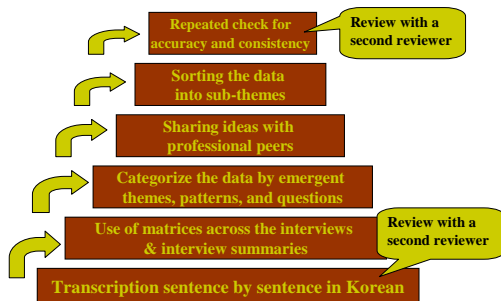 Repeated check for
accuracy and consistency
Review with a
second reviewer
Sorting the data
into sub-themes
Sharing ideas with
professional peers
Categorize the data by emergent
themes, patterns, and questions
Use of matrices across the interviews
& interview summaries
Review with a
second reviewer
Transcription sentence by sentence in Korean